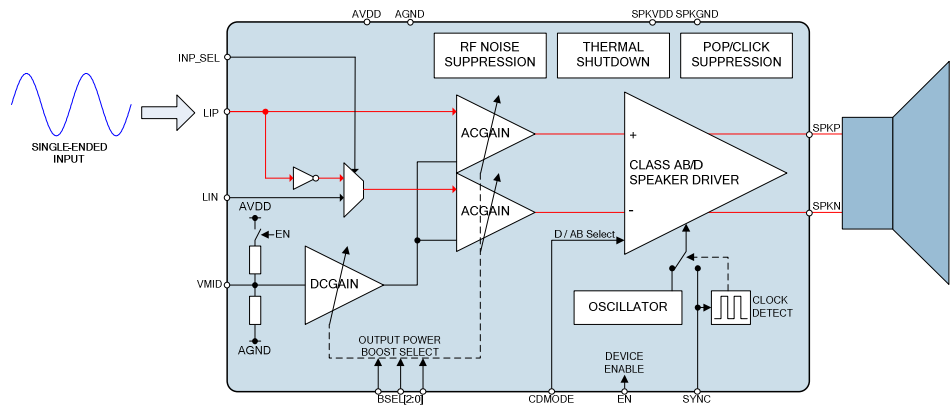 AVDD
AGND
SPKVDD
SPKGND
INP_SEL
RF NOISE
SUPPRESSION
THERMAL
SHUTDOWN
POP/CLICK
SUPPRESSION
LIP
SINGLE-ENDED
INPUT
ACGAIN
+
CLASS AB/D
SPEAKER DRIVER
-
SPKP
LIN
ACGAIN
SPKN
AVDD
EN
D / AB Select
VMID
DCGAIN
OSCILLATOR
CLOCK
DETECT
AGND
OUTPUT POWER
BOOST SELECT
DEVICE
ENABLE
BSEL[2:0]
CDMODE
EN
SYNC